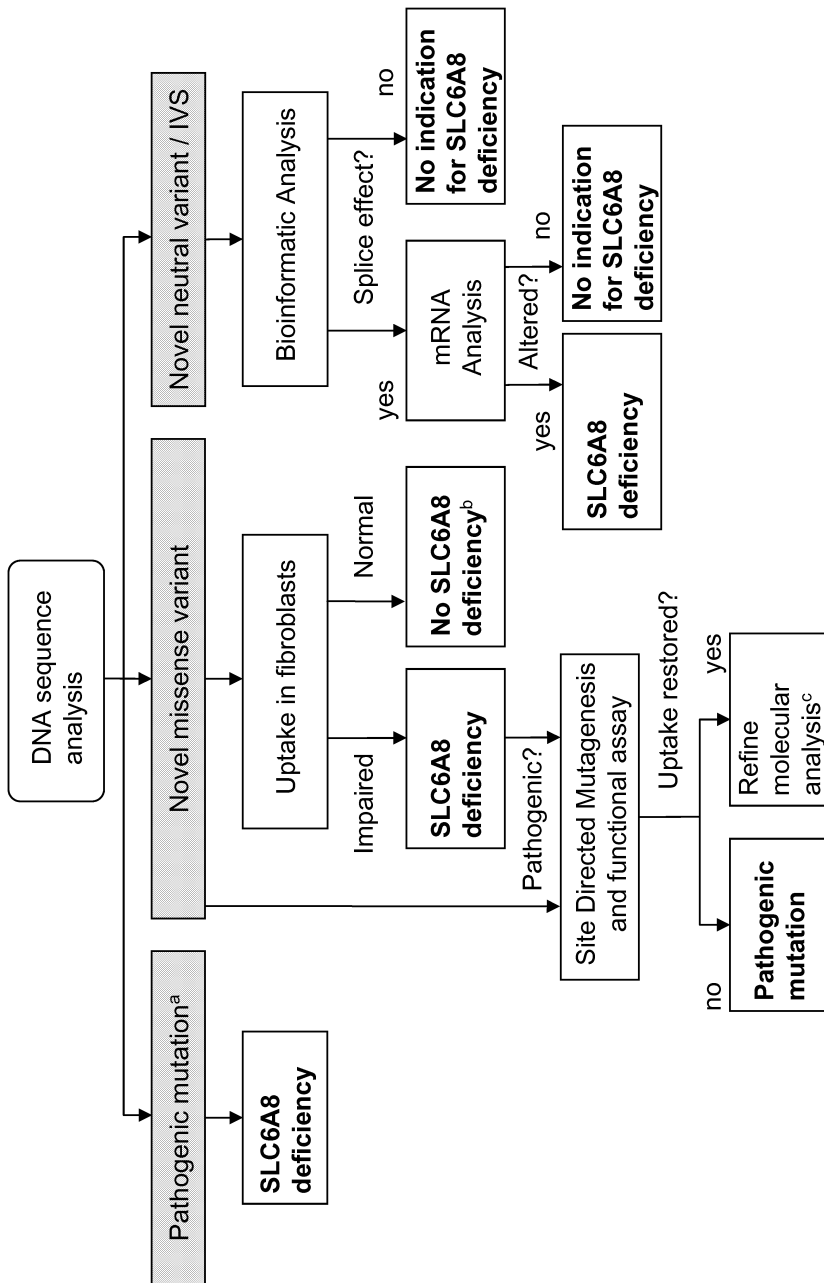 DNA sequence
analysis
Pathogenic mutationᵃ
Novel missense variant
Novel neutral variant / IVS
SLC6A8
deficiency
Uptake in fibroblasts
Bioinformatic Analysis
Impaired
Normal
yes
Splice effect?
no
SLC6A8
deficiency
No SLC6A8
deficiencyᵇ
mRNA
Analysis
No indication
for SLC6A8
deficiency
Pathogenic?
yes
Altered?
no
Site Directed Mutagenesis
and functional assay
SLC6A8
deficiency
No indication
for SLC6A8
deficiency
no
Uptake restored?
yes
Pathogenic
mutation
Refine
molecular
analysisᶜ